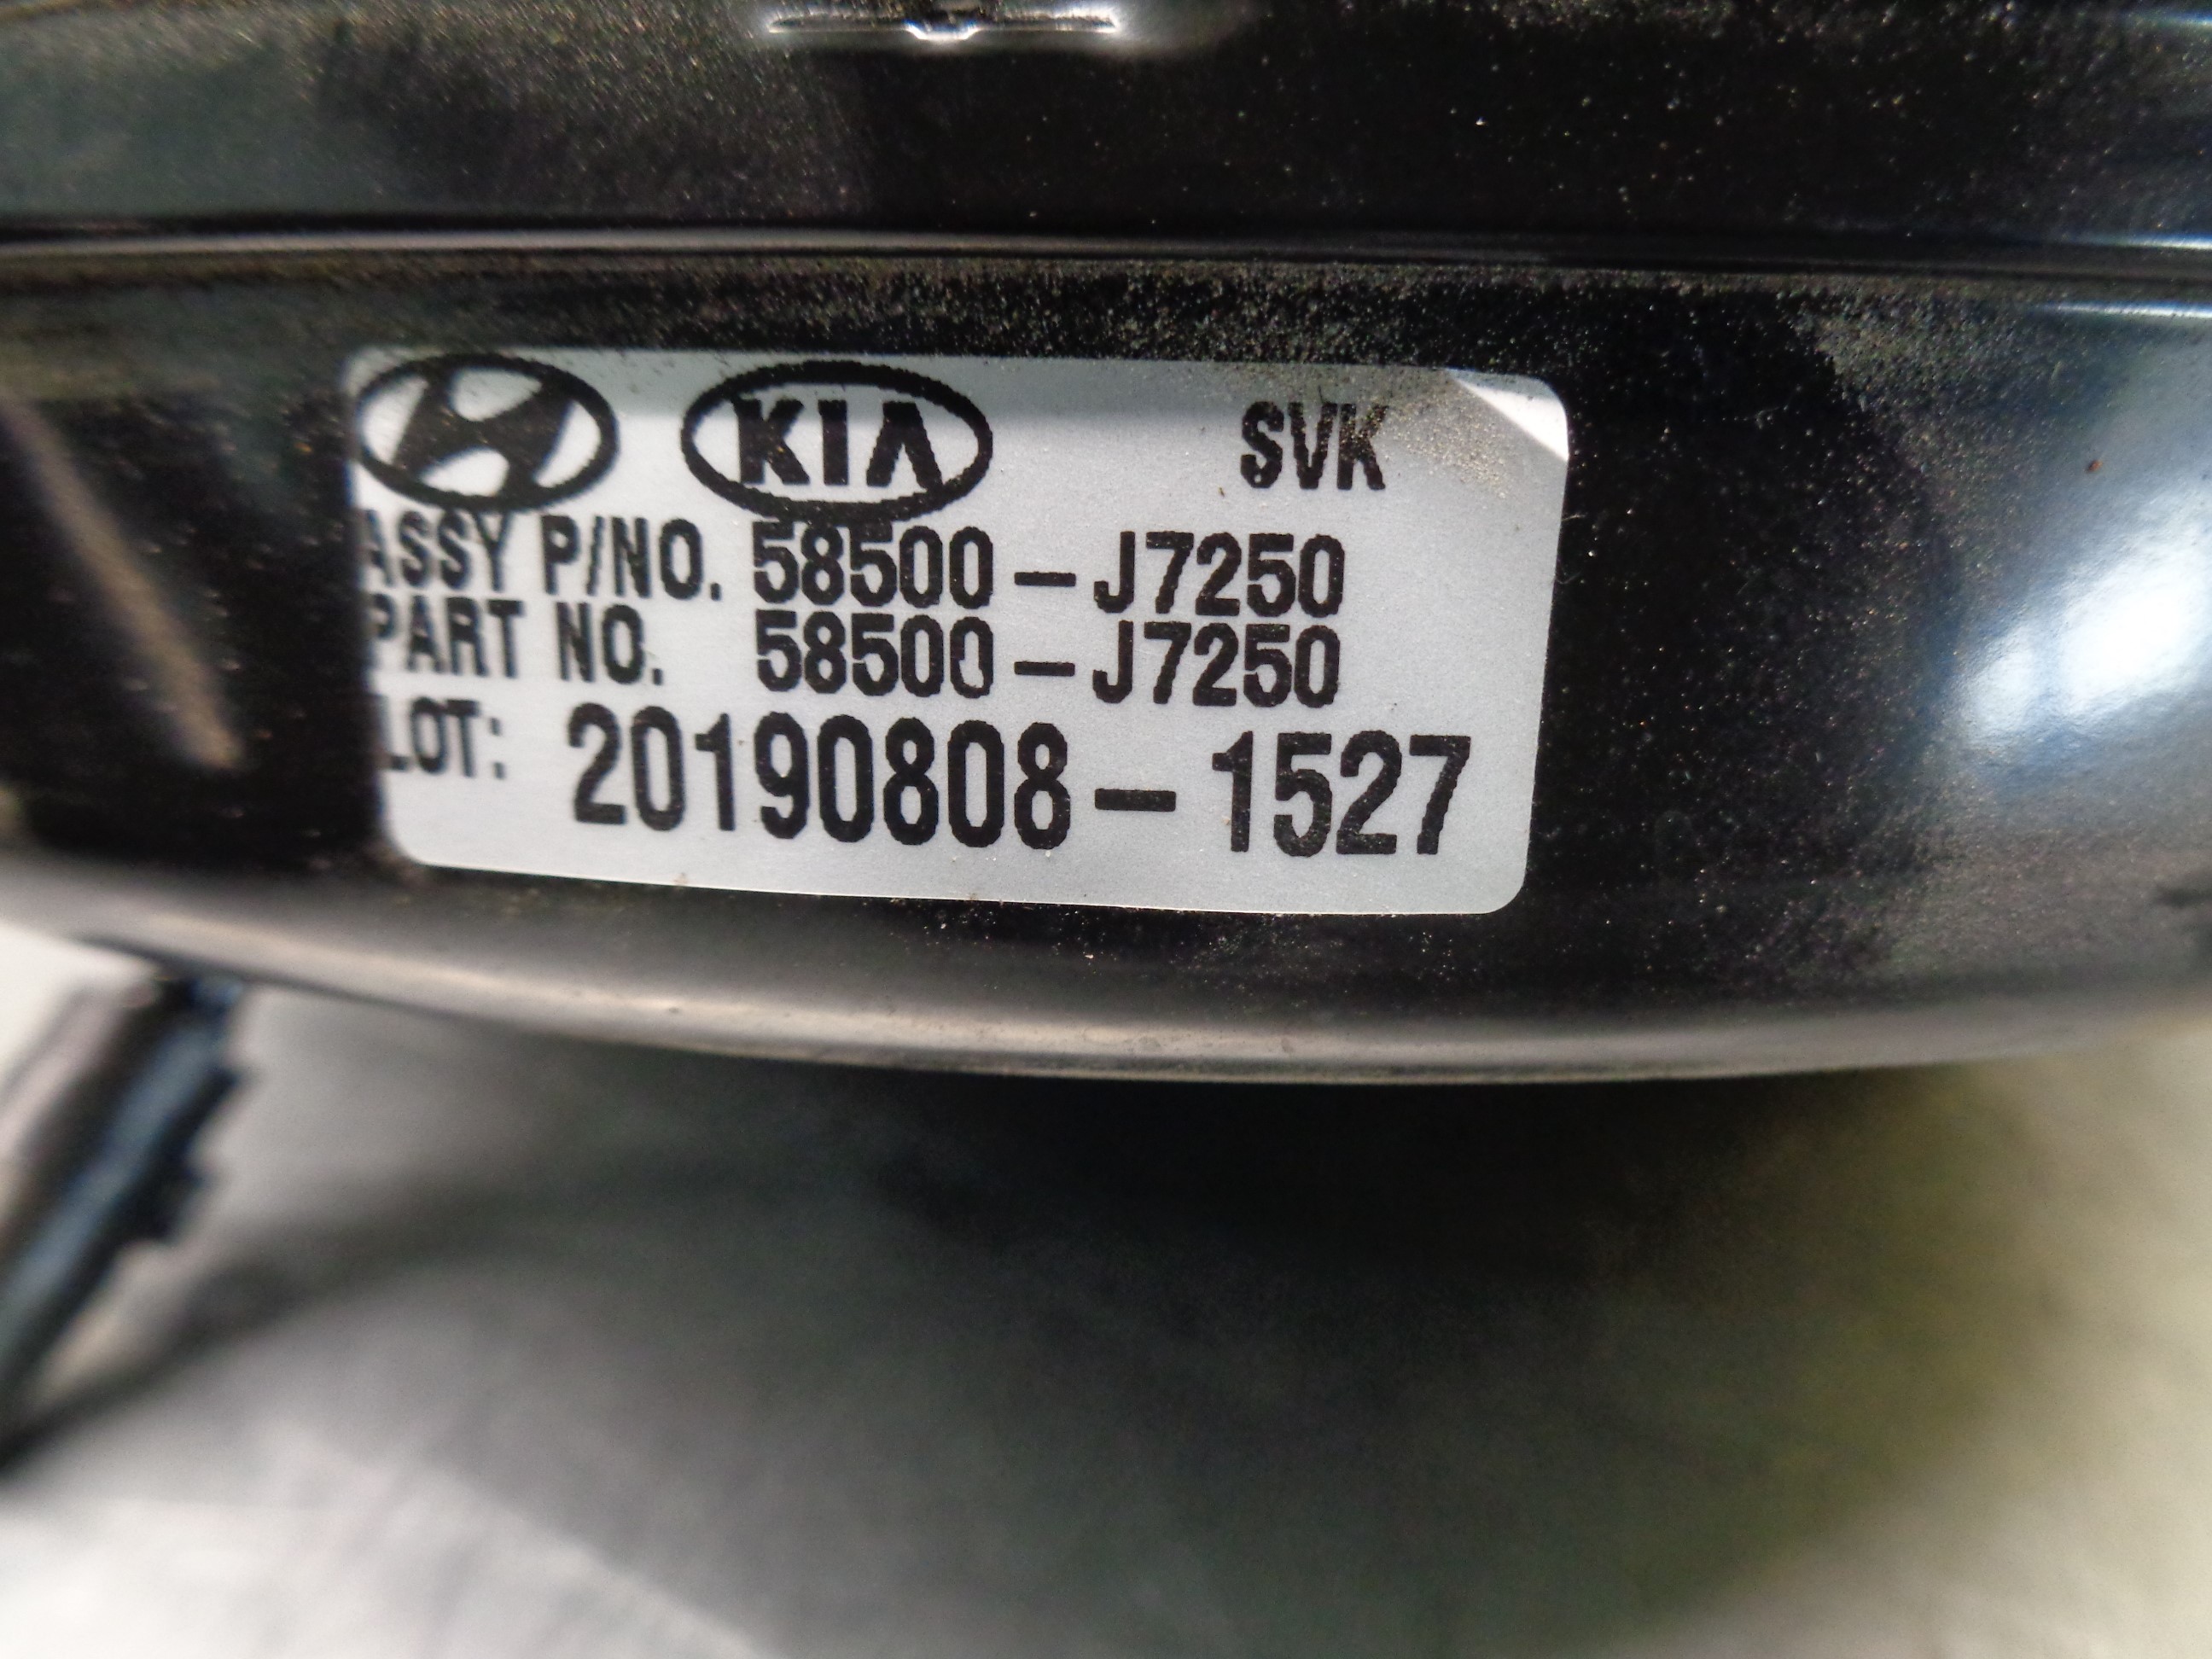 KIA SVK
ASSY P/NO. 58500-J7250
PART NO. 58500-J7250
LOT: 20190808-1527